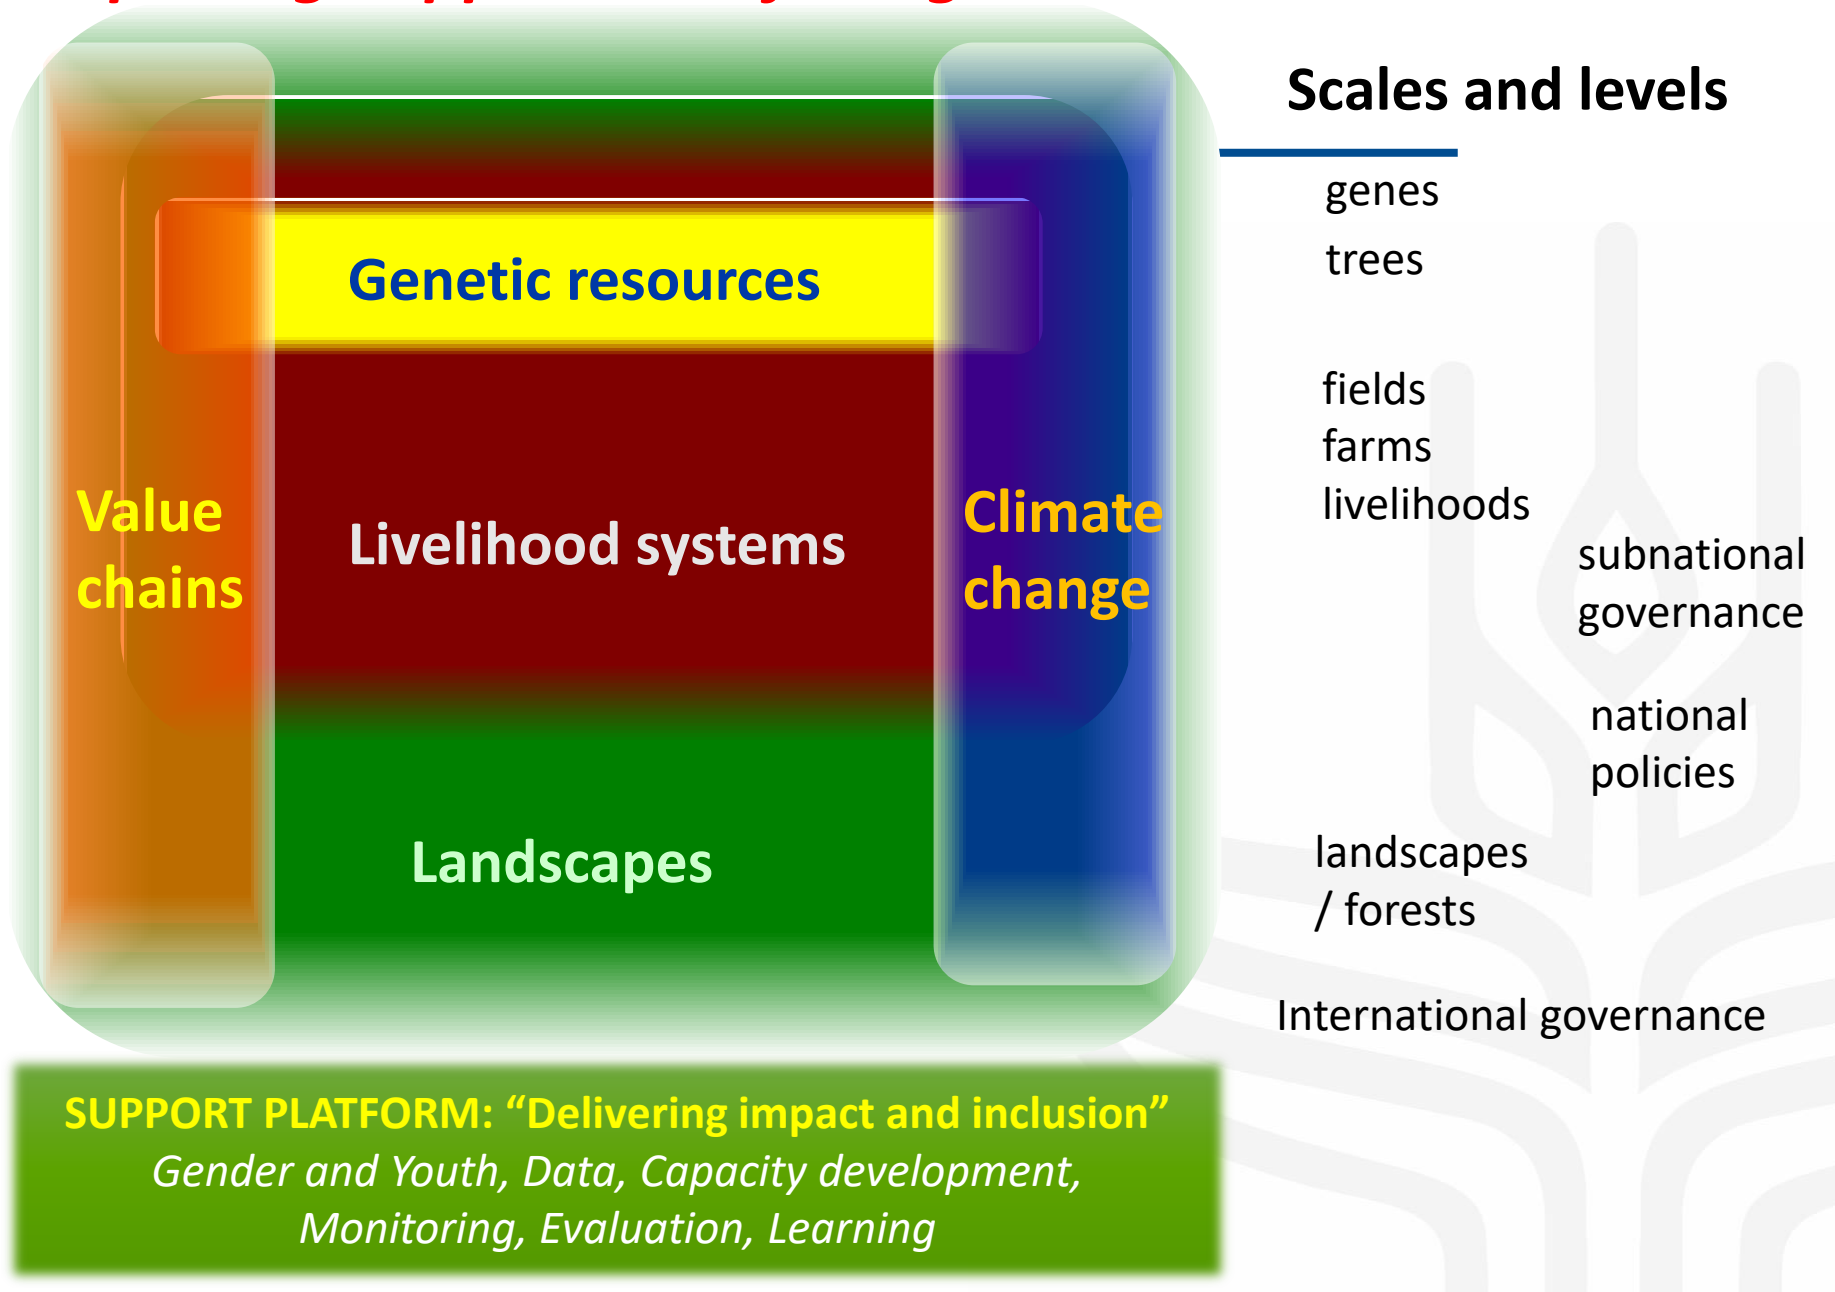 Scales and levels
genes
trees
Genetic resources
fields
farms
livelihoods
Value
chains
Livelihood systems
Climate
change
subnational
governance
national
policies
Landscapes
landscapes
/ forests
International governance
SUPPORT PLATFORM: “Delivering impact and inclusion”
Gender and Youth, Data, Capacity development,
Monitoring, Evaluation, Learning